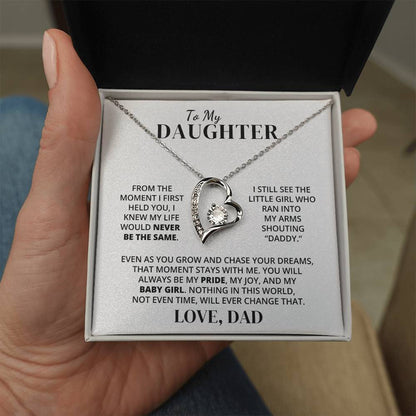 To My
DAUGHTER
FROM THE
MOMENT I FIRST
HELD YOU, I
KNEW MY LIFE
WOULD NEVER
BE THE SAME.
I STILL SEE THE
LITTLE GIRL WHO
RAN INTO
MY ARMS
SHOUTING
“DADDY.”
EVEN AS YOU GROW AND CHASE YOUR DREAMS,
THAT MOMENT STAYS WITH ME. YOU WILL
ALWAYS BE MY PRIDE, MY JOY, AND MY
BABY GIRL. NOTHING IN THIS WORLD,
NOT EVEN TIME, WILL EVER CHANGE THAT.
LOVE, DAD